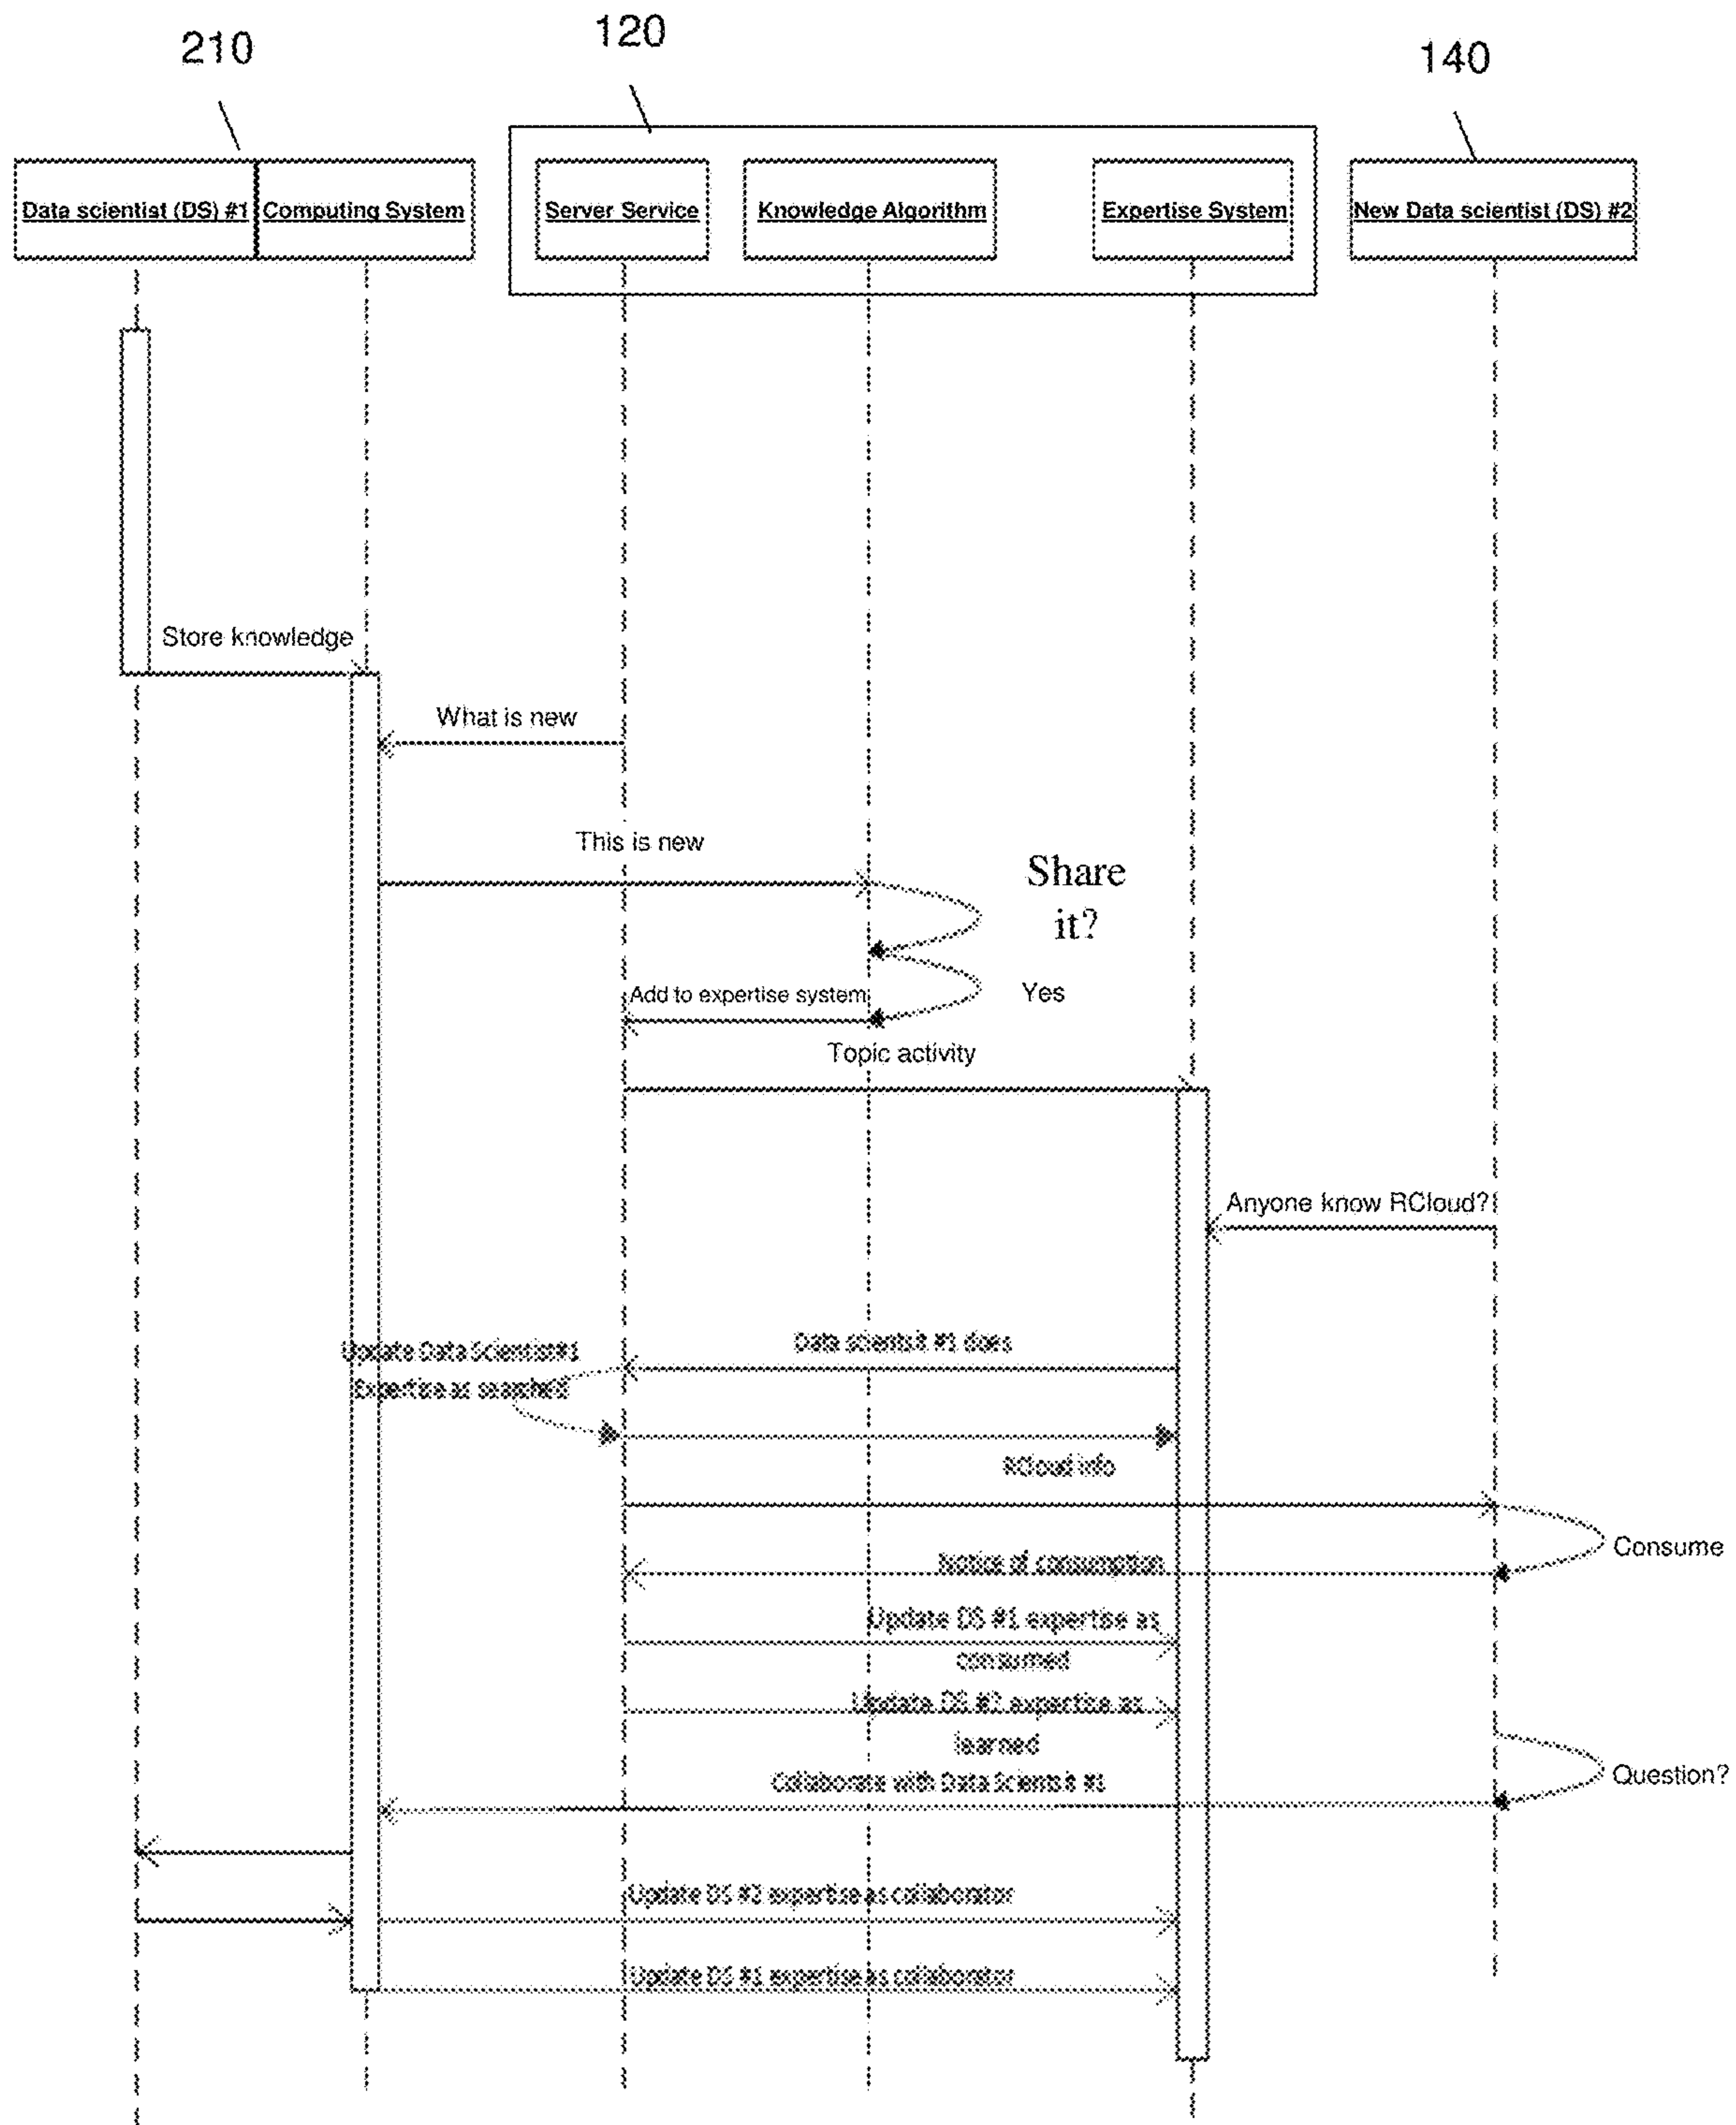 210
120
140
Data scientist (DS) #1
Computing System
Server Service
Knowledge Algorithm
Expertise System
New Data scientist (DS) #2
Store knowledge
What is new
This is new
Share
it?
Add to expertise system
Yes
Topic activity
Anyone know RCloud?
Data scientist #1 does
Update Data Scientist#1
Expertise as searched
RCloud info
Consume
Notice of consumption
Update DS #1 expertise as
consumed
Update DS #2 expertise as
learned
Question?
Collaborate with Data Scientist #1
Update DS #2 expertise as collaborator
Update DS #1 expertise as collaborator